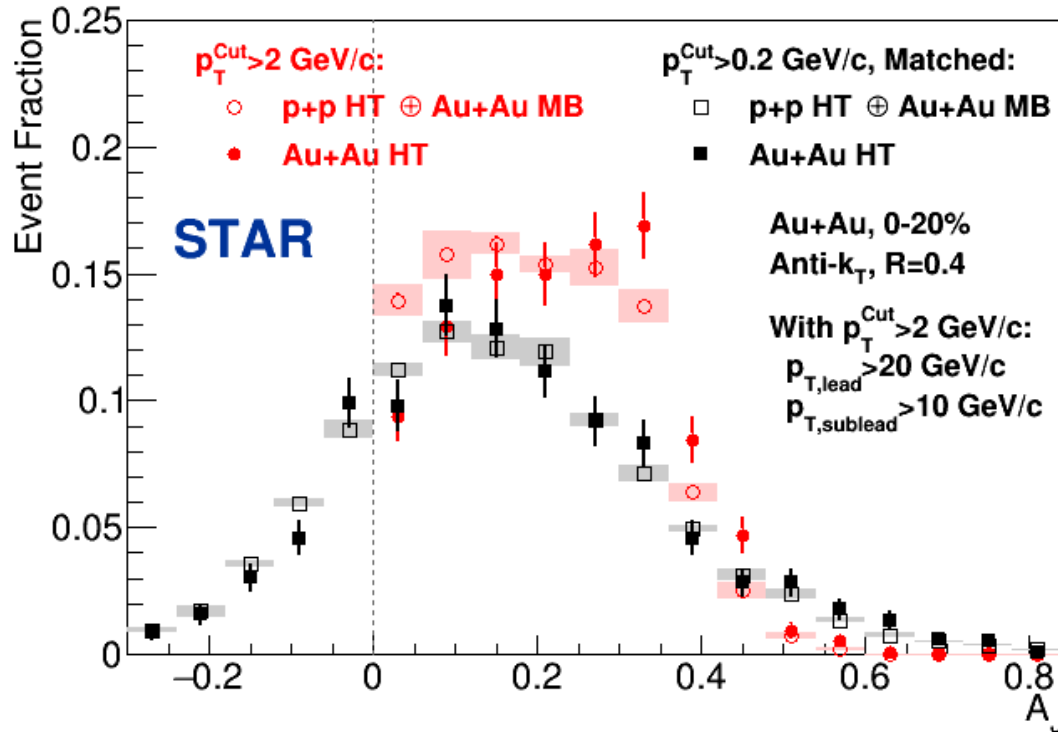 0.25
0.2
0.15
0.1
0.05
0
Event Fraction
p_T^Cut>2 GeV/c:
p+p HT ⊕ Au+Au MB
Au+Au HT
p_T^Cut>0.2 GeV/c, Matched:
p+p HT ⊕ Au+Au MB
Au+Au HT
STAR
Au+Au, 0-20%
Anti-k_T, R=0.4
With p_T^Cut>2 GeV/c:
p_T,lead>20 GeV/c
p_T,sublead>10 GeV/c
−0.2 0 0.2 0.4 0.6 0.8
A